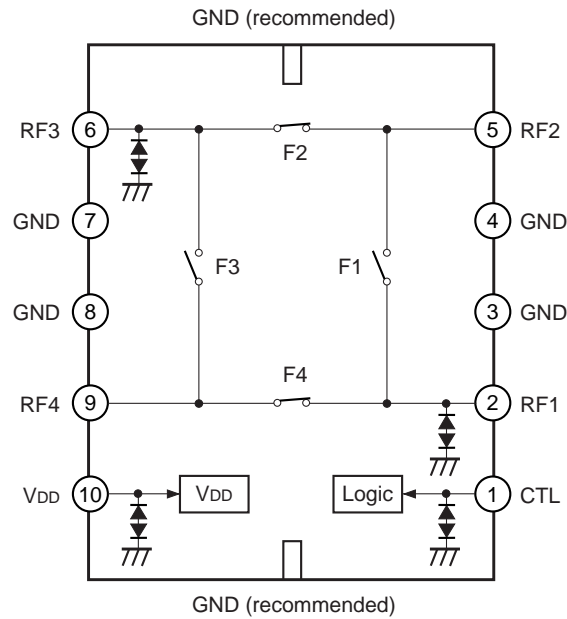 GND (recommended)
RF3 6 5 RF2
F2
GND 7 4 GND
F3 F1
GND 8 3 GND
F4
RF4 9 2 RF1
VDD 10 VDD Logic 1 CTL
GND (recommended)